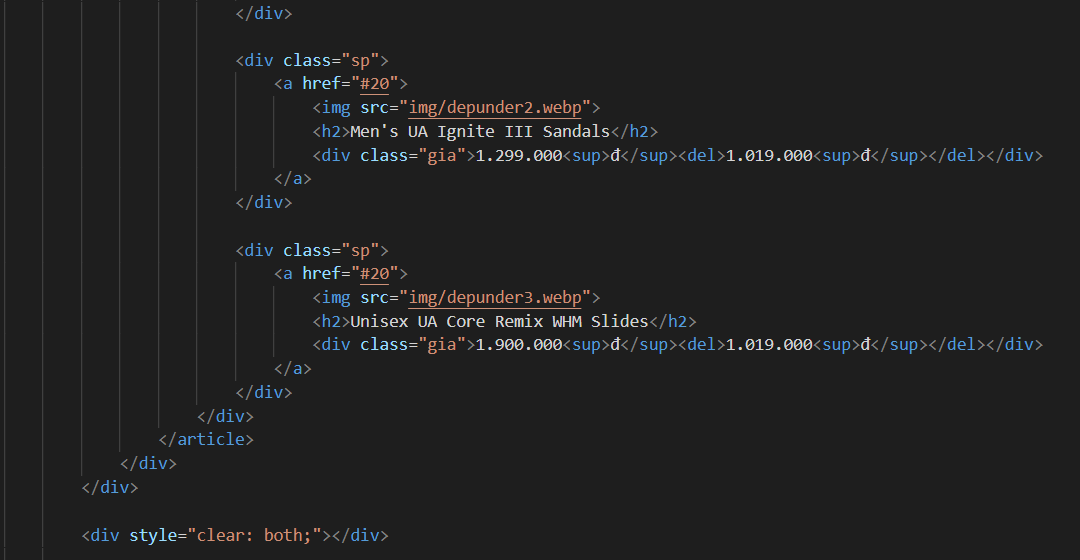 </div>
<div class="sp">
<a href="#20">
<img src="img/depunder2.webp">
<h2>Men's UA Ignite III Sandals</h2>
<div class="gia">1.299.000<sup>đ</sup><del>1.019.000<sup>đ</sup></del></div>
</a>
</div>
<div class="sp">
<a href="#20">
<img src="img/depunder3.webp">
<h2>Unisex UA Core Remix WHM Slides</h2>
<div class="gia">1.900.000<sup>đ</sup><del>1.019.000<sup>đ</sup></del></div>
</a>
</div>
</div>
</article>
</div>
</div>
<div style="clear: both;"></div>